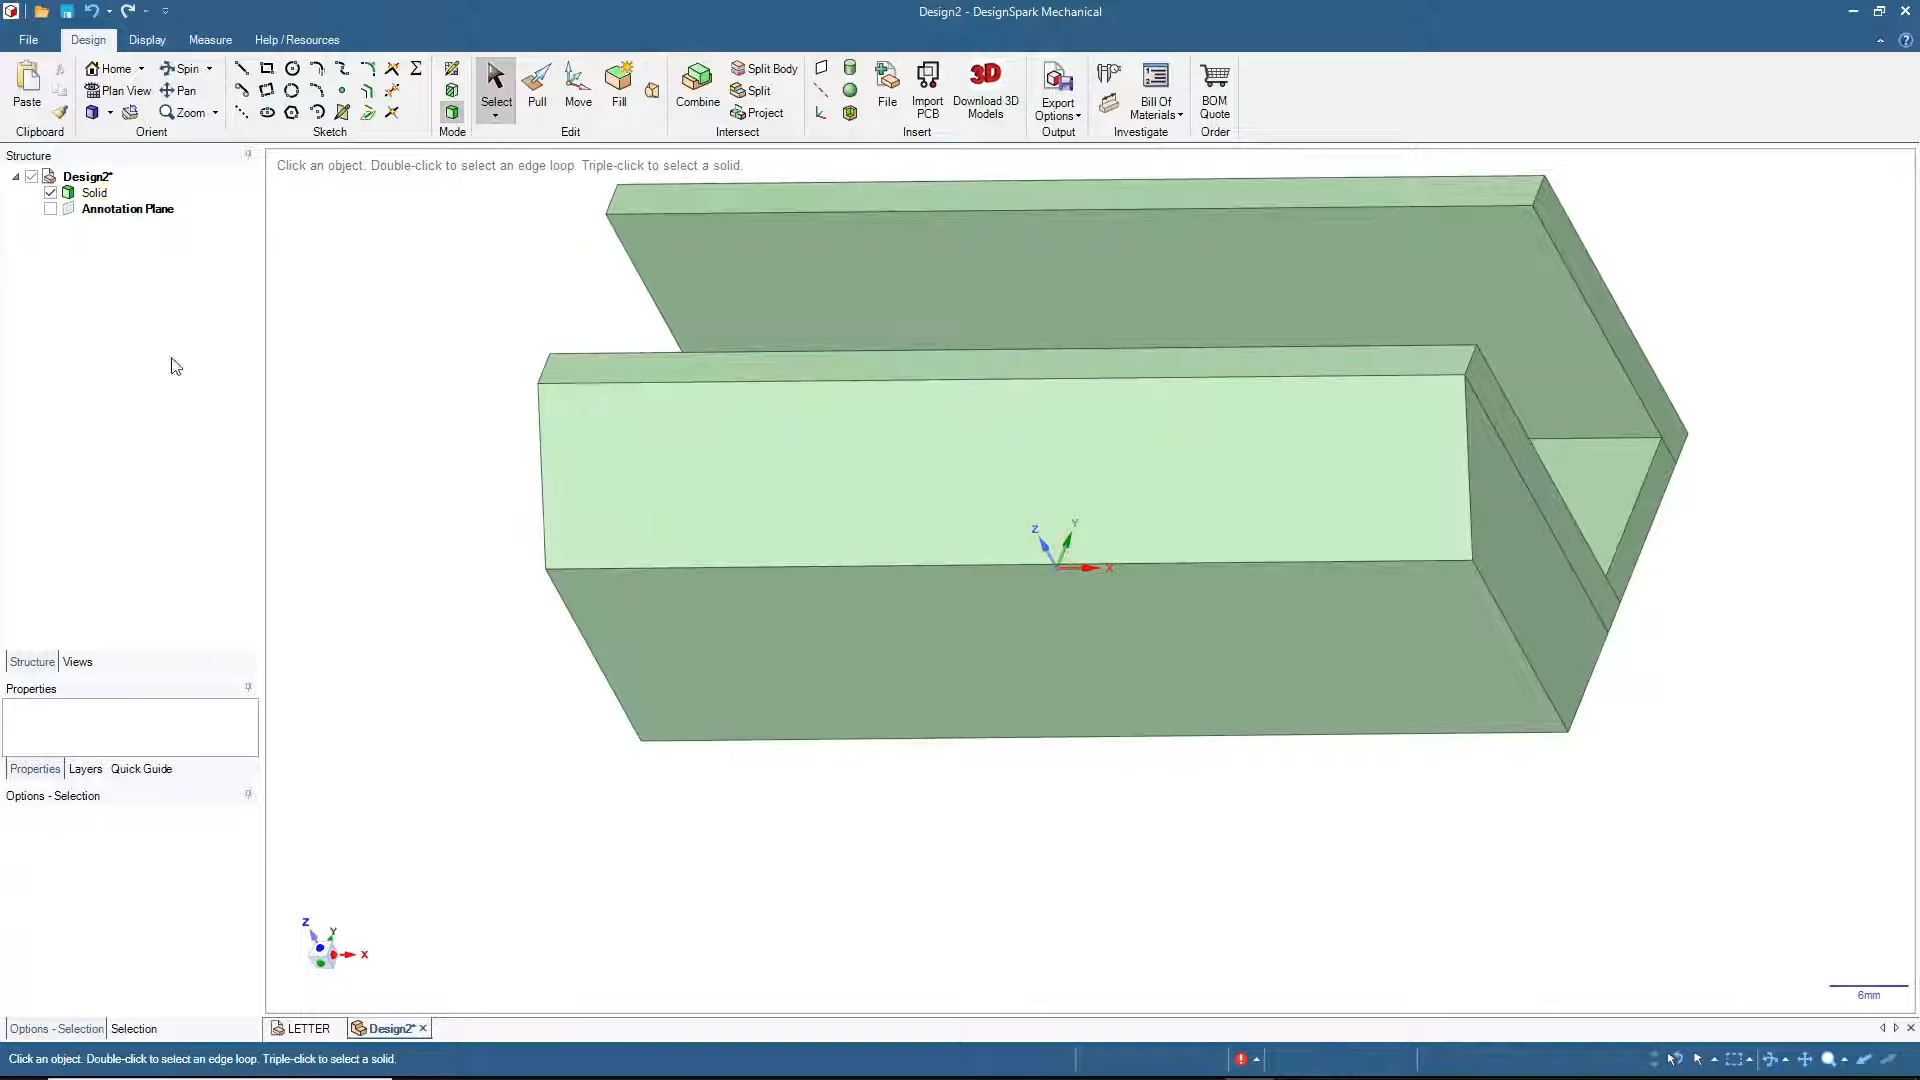 Design2 - DesignSpark Mechanical
File Design Display Measure Help / Resources
Paste
Clipboard
Home Spin
Plan View Pan
Zoom
Orient
Sketch
Mode
Select Pull Move Fill
Edit
Combine
Split Body
Split
Project
Intersect
File
Import PCB
3D
Download 3D Models
Insert
Export Options
Output
Bill Of Materials
Investigate
BOM Quote
Order
Structure
Design2*
Solid
Annotation Plane
Click an object. Double-click to select an edge loop. Triple-click to select a solid.
Z Y X
Structure Views
Properties
Properties Layers Quick Guide
Options - Selection
Z Y X
6mm
Options - Selection Selection
LETTER Design2*
Click an object. Double-click to select an edge loop. Triple-click to select a solid.